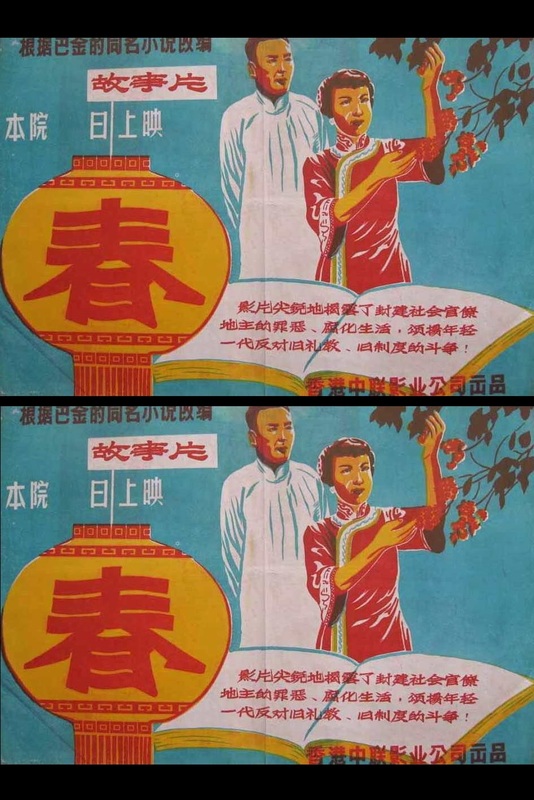 根据巴金的同名小说改编
故事片
本院 日上映
春
影片尖锐地揭露了封建社会官僚
地主的罪恶、腐化生活，颂扬年轻
一代反对旧礼教、旧制度的斗争！
香港中联影业公司出品
根据巴金的同名小说改编
故事片
本院 日上映
春
影片尖锐地揭露了封建社会官僚
地主的罪恶、腐化生活，颂扬年轻
一代反对旧礼教、旧制度的斗争！
香港中联影业公司出品